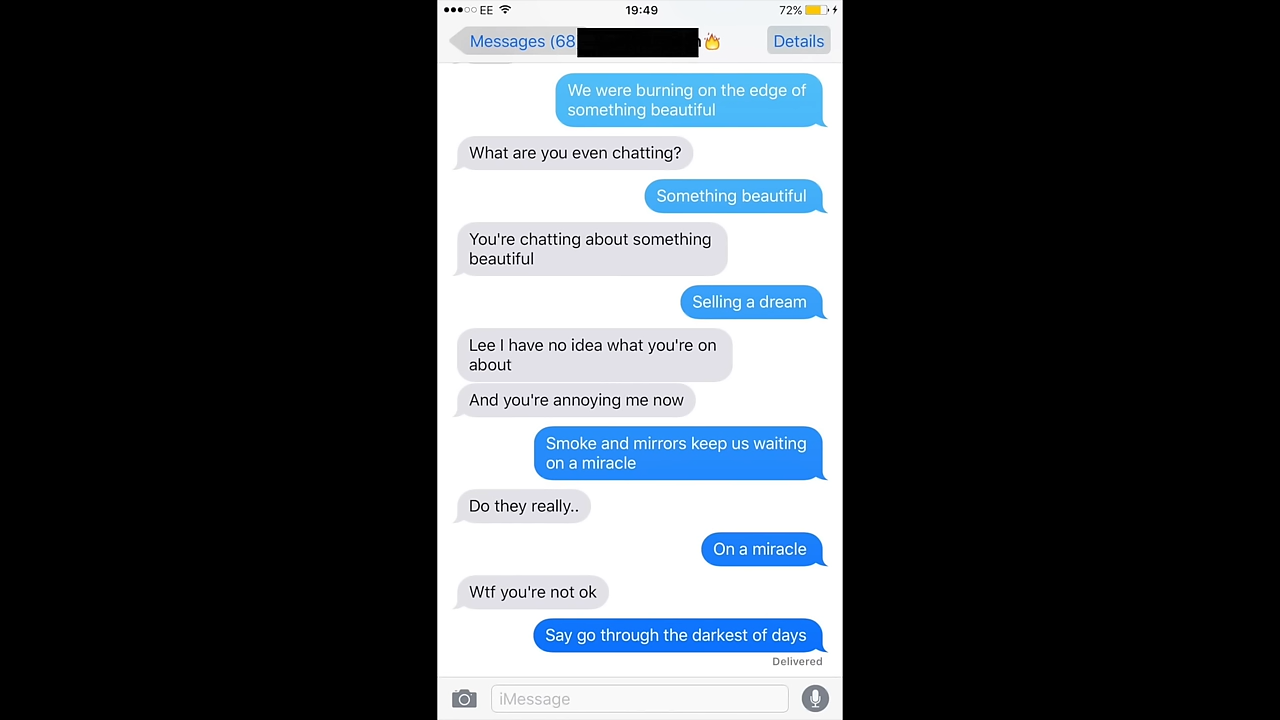 EE 19:49 72%
Messages (68 Details
We were burning on the edge of
something beautiful
What are you even chatting?
Something beautiful
You're chatting about something
beautiful
Selling a dream
Lee I have no idea what you're on
about
And you're annoying me now
Smoke and mirrors keep us waiting
on a miracle
Do they really..
On a miracle
Wtf you're not ok
Say go through the darkest of days
Delivered
iMessage